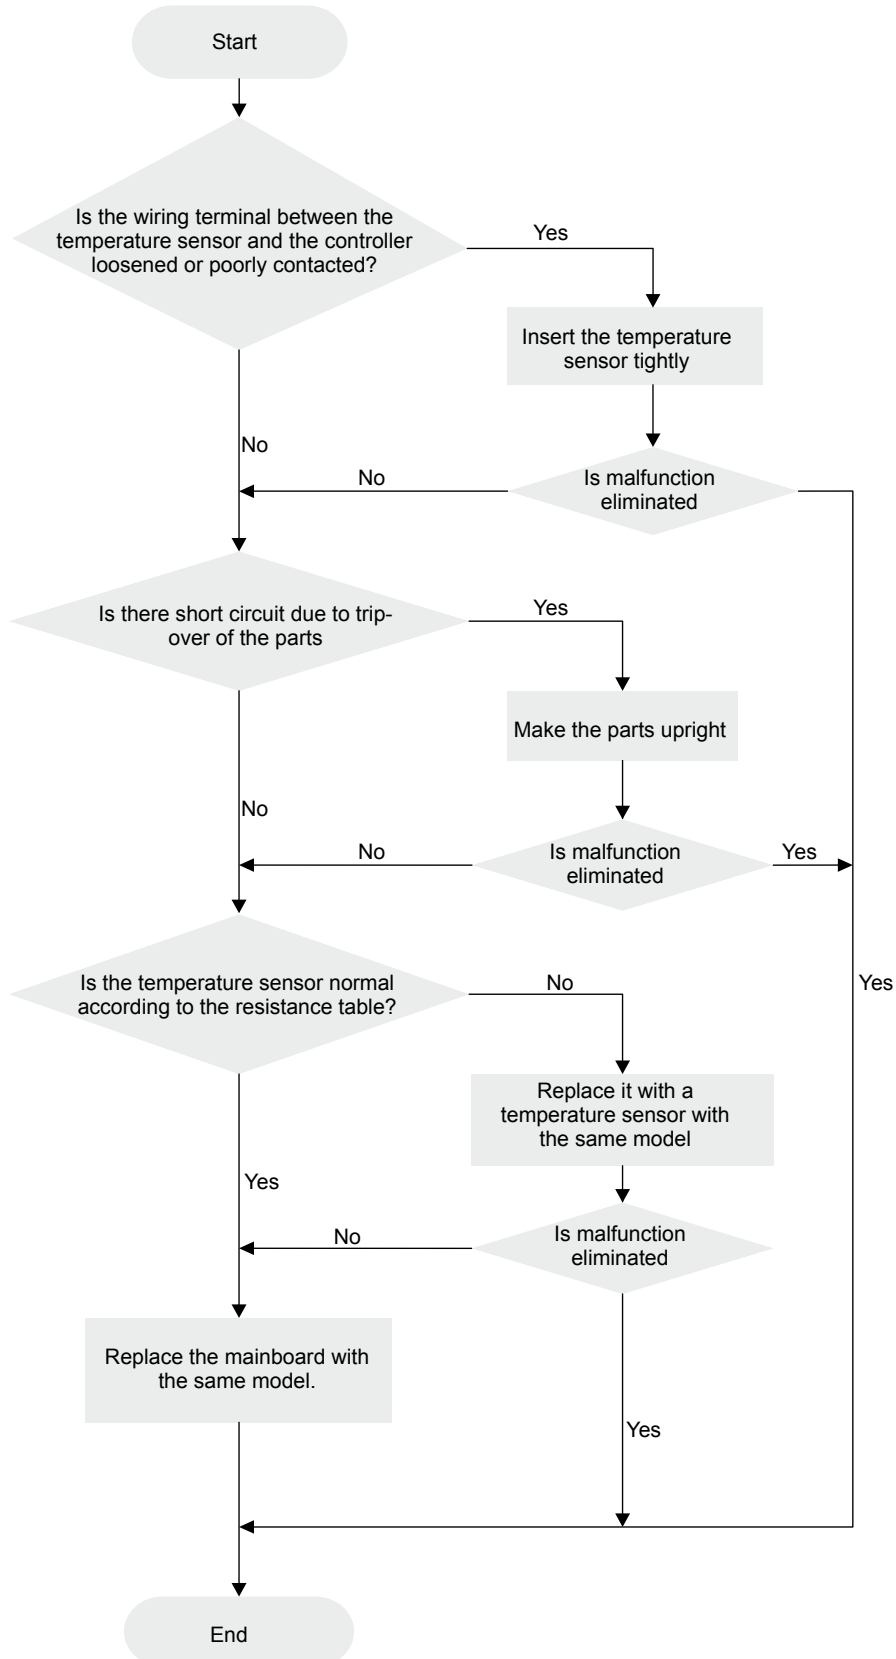 Start
Is the wiring terminal between the
temperature sensor and the controller
loosened or poorly contacted?
Yes
Insert the temperature
sensor tightly
No
No
Is malfunction
eliminated
Is there short circuit due to trip-
over of the parts
Yes
Make the parts upright
No
No
Is malfunction
eliminated
Yes
Is the temperature sensor normal
according to the resistance table?
No
Yes
Replace it with a
temperature sensor with
the same model
Yes
No
Is malfunction
eliminated
Replace the mainboard with
the same model.
Yes
End